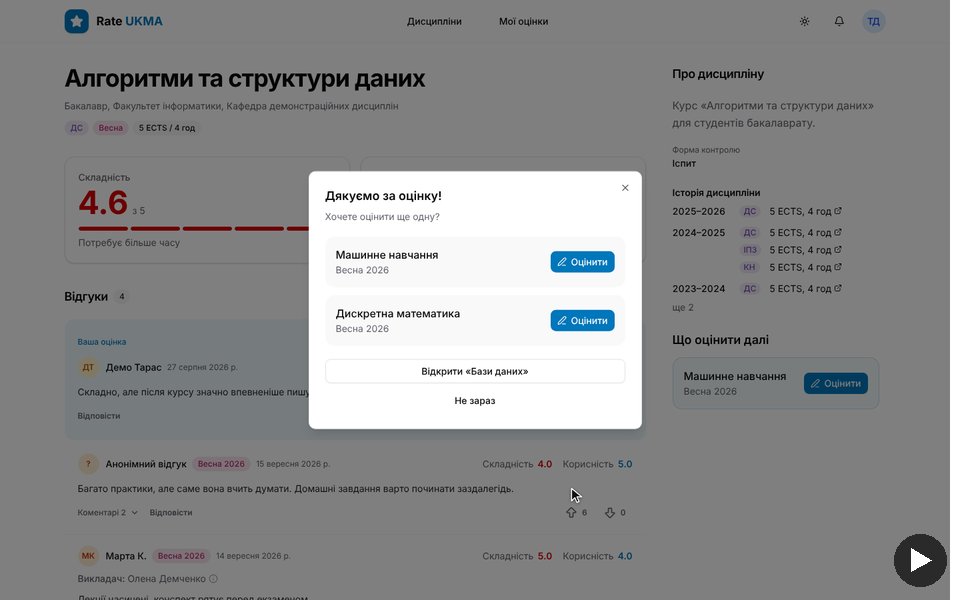 Rate UKMA
Дисципліни
Мої оцінки
ТД
Алгоритми та структури даних
Бакалавр, Факультет інформатики, Кафедра демонстраційних дисциплін
ДС Весна 5 ECTS / 4 год
Складність
4.6 з 5
Потребує більше часу
Відгуки 4
Ваша оцінка
ДТ Демо Тарас 27 серпня 2026 р.
Складно, але після курсу значно впевненіше
Відповісти
? Анонімний відгук Весна 2026 15 вересня 2026 р. Складність 4.0 Корисність 5.0
Багато практики, але саме вона вчить думати. Домашні завдання варто починати заздалегідь.
Коментарі 2 Відповісти 6 0
МК Марта К. Весна 2026 14 вересня 2026 р. Складність 5.0 Корисність 4.0
Викладач: Олена Демченко
Дякуємо за оцінку!
Хочете оцінити ще одну?
Машинне навчання
Весна 2026
Оцінити
Дискретна математика
Весна 2026
Оцінити
Відкрити «Бази даних»
Не зараз
Про дисципліну
Курс «Алгоритми та структури даних»
для студентів бакалаврату.
Форма контролю
Іспит
Історія дисципліни
2025–2026 ДС 5 ECTS, 4 год
2024–2025 ДС 5 ECTS, 4 год
ІПЗ 5 ECTS, 4 год
КН 5 ECTS, 4 год
2023–2024 ДС 5 ECTS, 4 год
ще 2
Що оцінити далі
Машинне навчання
Весна 2026
Оцінити